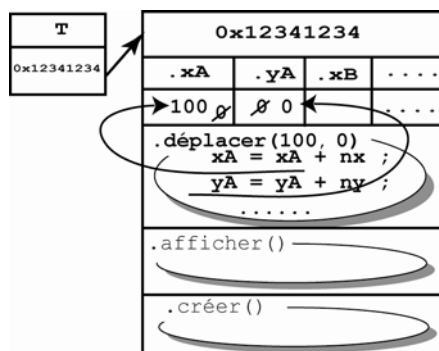 T
0x12341234
0x12341234
.xA .yA .xB ....
100 0 0 0 ....
.déplacer(100, 0)
xA = xA + nx ;
yA = yA + ny ;
......
.afficher()
.créer()